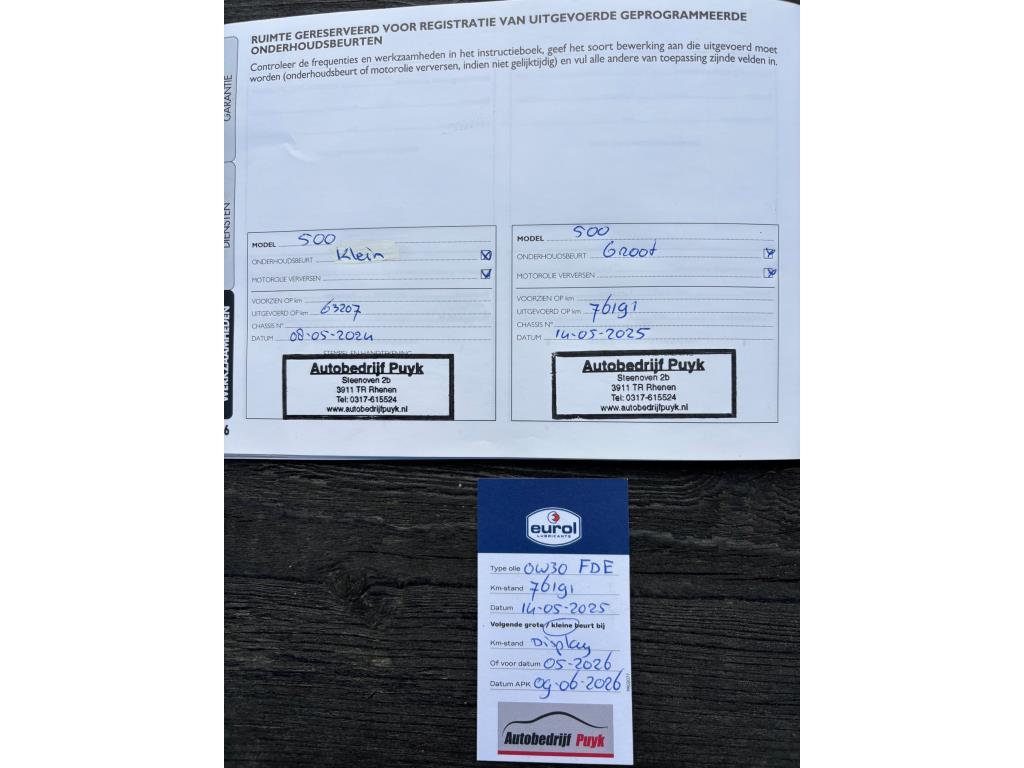 RUIMTE GERESERVEERD VOOR REGISTRATIE VAN UITGEVOERDE GEPROGRAMMEERDE
ONDERHOUDSBEURTEN
Controleer de frequenties en werkzaamheden in het instructieboek, geef het soort bewerking aan die uitgevoerd moet
worden (onderhoudsbeurt of motorolie verversen, indien niet gelijktijdig) en vul alle andere van toepassing zijnde velden in.
GARANTIE
DIENSTEN
WERKZAAMHEDEN
6
MODEL 500
ONDERHOUDSBEURT Klein
MOTOROLIE VERVERSEN
VOORZIEN OP km
UITGEVOERD OP km 63207
CHASSIS N°
DATUM 08-05-2024
STEMPEL EN HANDTEKENING
Autobedrijf Puyk
Steenoven 2b
3911 TR Rhenen
Tel: 0317-615524
www.autobedrijfpuyk.nl
MODEL 500
ONDERHOUDSBEURT Groot
MOTOROLIE VERVERSEN
VOORZIEN OP km
UITGEVOERD OP km 76191
CHASSIS N°
DATUM 14-05-2025
Autobedrijf Puyk
Steenoven 2b
3911 TR Rhenen
Tel: 0317-615524
www.autobedrijfpuyk.nl
eurol
LUBRICANTS
Type olie 0W30 FDE
Km-stand 76191
Datum 14-05-2025
Volgende grote / kleine beurt bij
Km-stand Display
Of voor datum 05-2026
Datum APK 09-06-2026
Autobedrijf Puyk